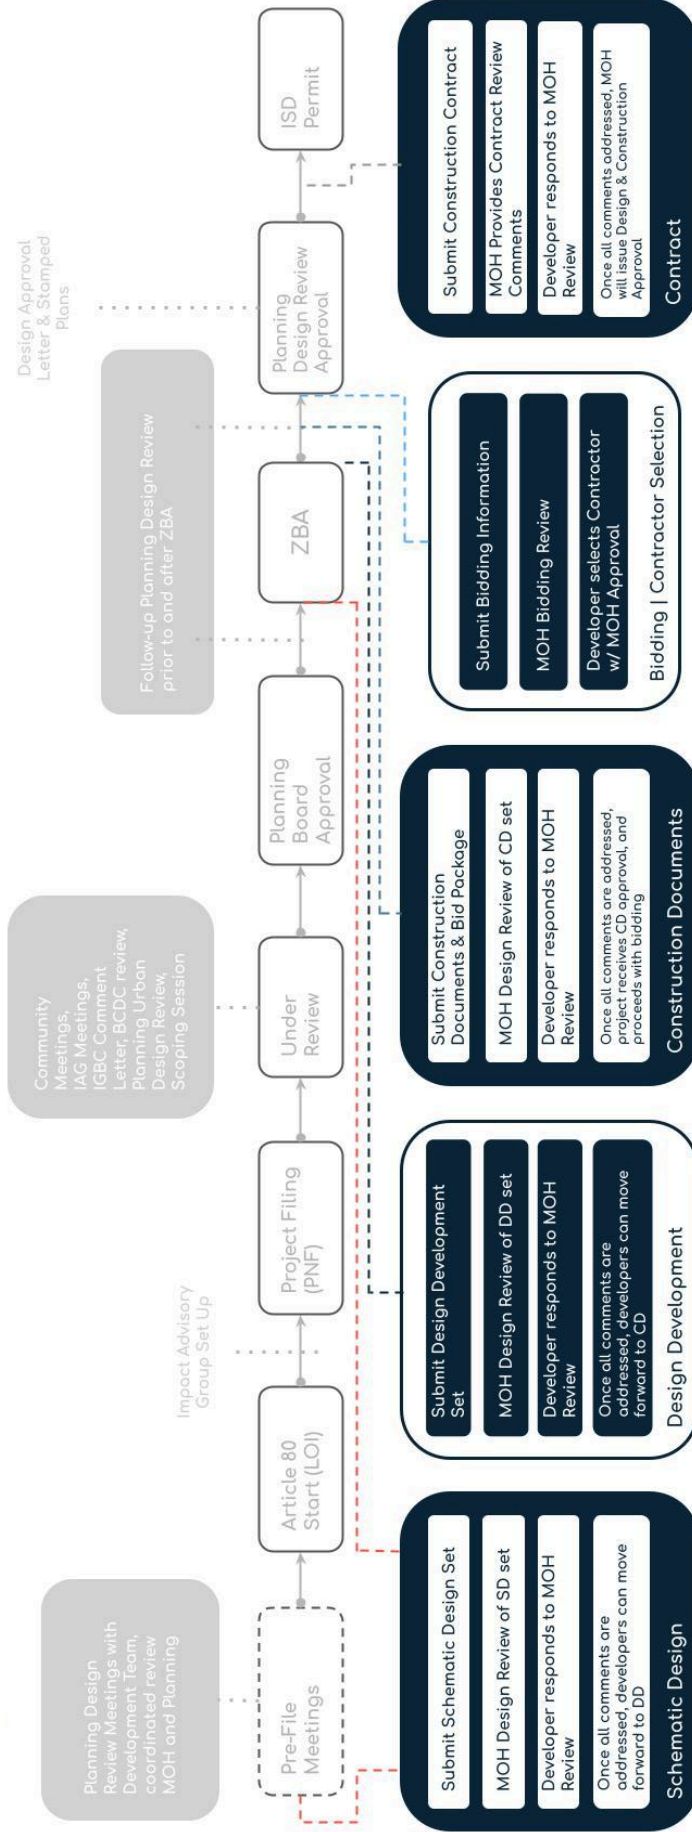 Planning Design
Review Meetings with
Development Team,
coordinated review
MOH and Planning
Impact Advisory
Group Set Up
Community
Meetings,
IAG Meetings,
IGBC Comment
Letter, BCDC review,
Planning Urban
Design Review,
Scoping Session
Follow-up Planning Design Review
prior to and after ZBA
Design Approval
Letter & Stamped
Plans
Pre-File
Meetings
Article 80
Start (LOI)
Project Filing
(PNF)
Under
Review
Planning
Board
Approval
ZBA
Planning
Design Review
Approval
ISD
Permit
Submit Schematic Design Set
MOH Design Review of SD set
Developer responds to MOH
Review
Once all comments are
addressed, developers can move
forward to DD
Schematic Design
Submit Design Development
Set
MOH Design Review of DD set
Developer responds to MOH
Review
Once all comments are
addressed, developers can move
forward to CD
Design Development
Submit Construction
Documents & Bid Package
MOH Design Review of CD set
Developer responds to MOH
Review
Once all comments are addressed,
project receives CD approval, and
proceeds with bidding
Construction Documents
Submit Bidding Information
MOH Bidding Review
Developer selects Contractor
w/ MOH Approval
Bidding | Contractor Selection
Submit Construction Contract
MOH Provides Contract Review
Comments
Developer responds to MOH
Review
Once all comments addressed, MOH
will issue Design & Construction
Approval
Contract